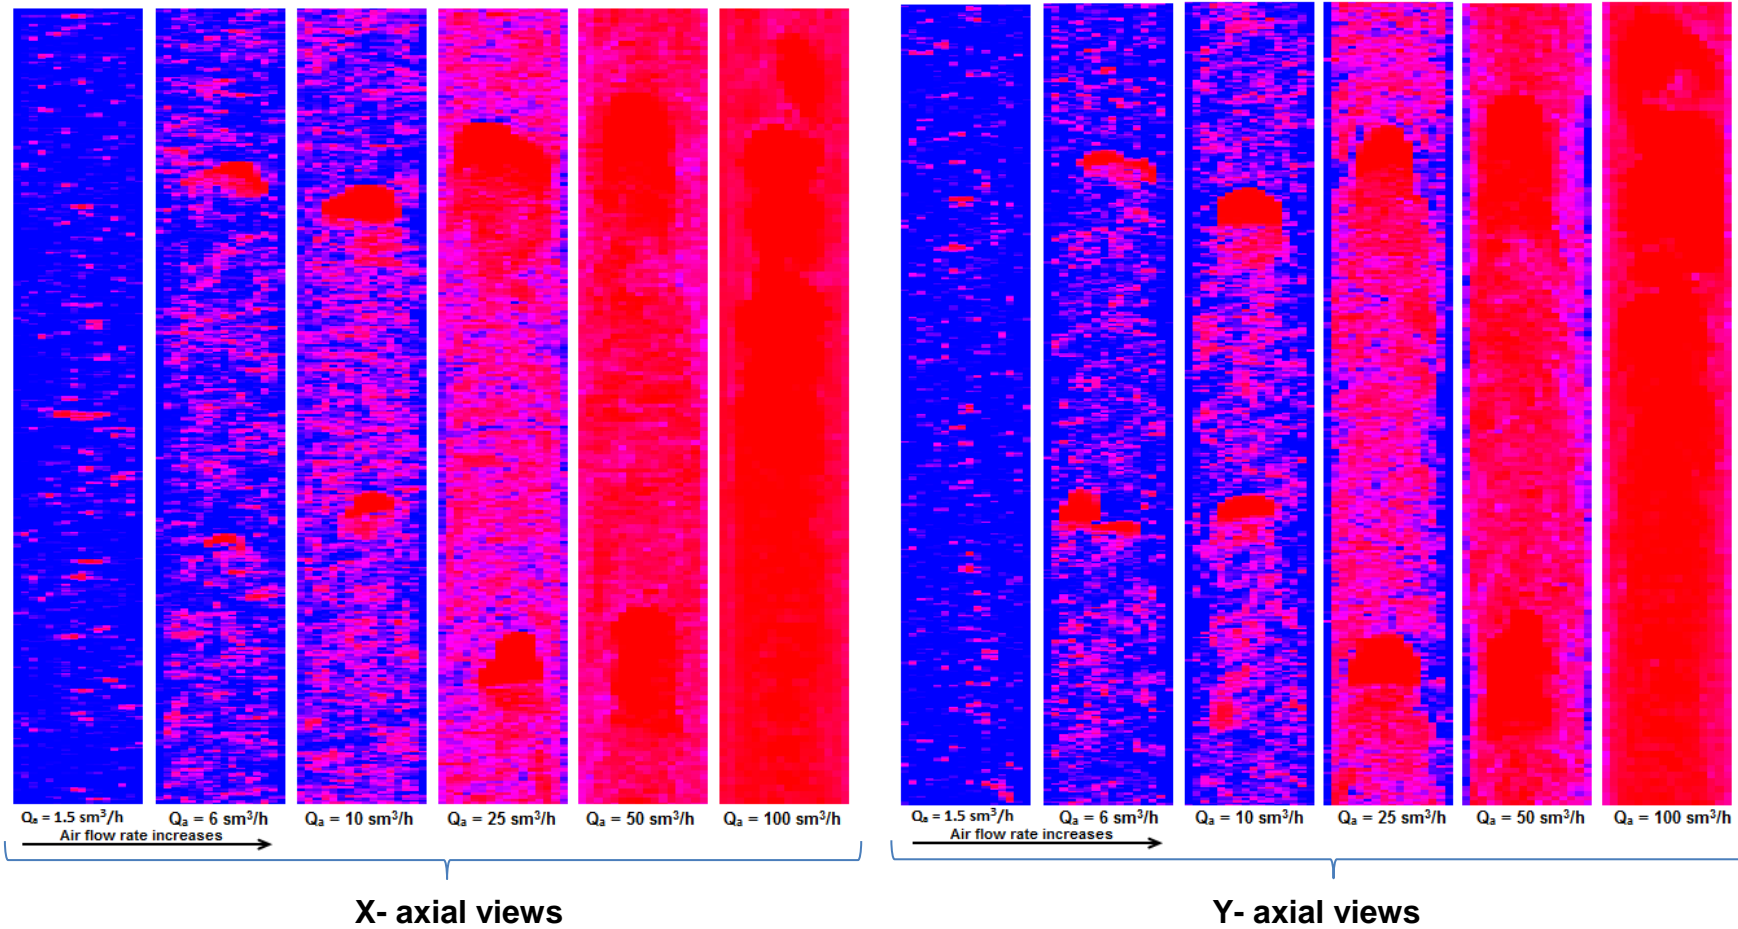 Qₐ = 1.5 sm³/h Qₐ = 6 sm³/h Qₐ = 10 sm³/h Qₐ = 25 sm³/h Qₐ = 50 sm³/h Qₐ = 100 sm³/h
Air flow rate increases
X- axial views
Qₐ = 1.5 sm³/h Qₐ = 6 sm³/h Qₐ = 10 sm³/h Qₐ = 25 sm³/h Qₐ = 50 sm³/h Qₐ = 100 sm³/h
Air flow rate increases
Y- axial views